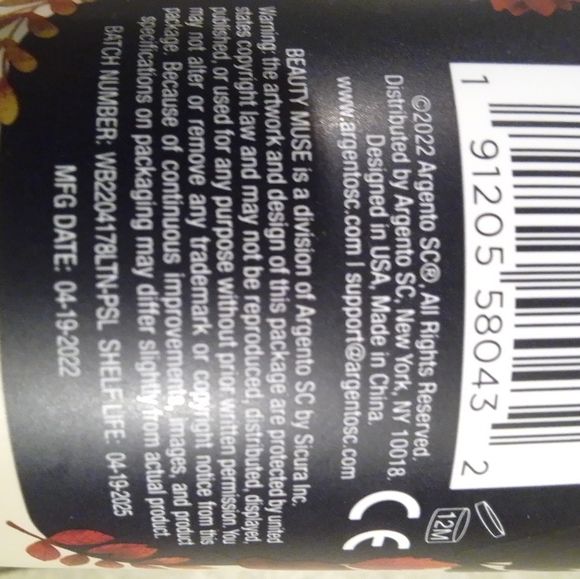 1 91205 58043 2
12M
©2022 Argento SC®, All Rights Reserved.
Distributed by Argento SC, New York, NY 10018.
Designed in USA, Made in China.
www.argentosc.com | support@argentosc.com
CE
BEAUTY MUSE is a division of Argento SC by Sicura Inc.
Warning: the artwork and design of this package are protected by united
states copyright law and may not be reproduced, distributed, displayed,
published, or used for any purpose without prior written permission. You
may not alter or remove any trademark or copyright notice from this
package. Because of continuous improvements, images, and product
specifications on packaging may differ slightly from actual product.
BATCH NUMBER: WB2204178LTN-PSL SHELF LIFE: 04-19-2025
MFG DATE: 04-19-2022